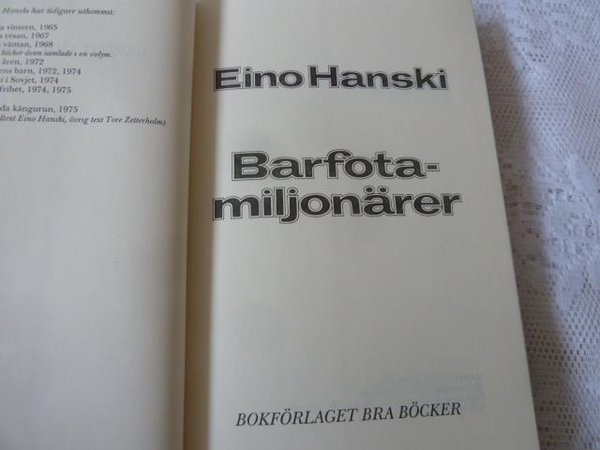 Hanski har tidigare utkommit:
vintern, 1965
resan, 1967
väntan, 1968
böcker även samlade i en volym.
åren, 1972
ens barn, 1972, 1974
i Sovjet, 1974
frihet, 1974, 1975
da kängurun, 1975
text Eino Hanski, övrig text Tore Zetterholm)
Eino Hanski
Barfota-
miljonärer
BOKFÖRLAGET BRA BÖCKER